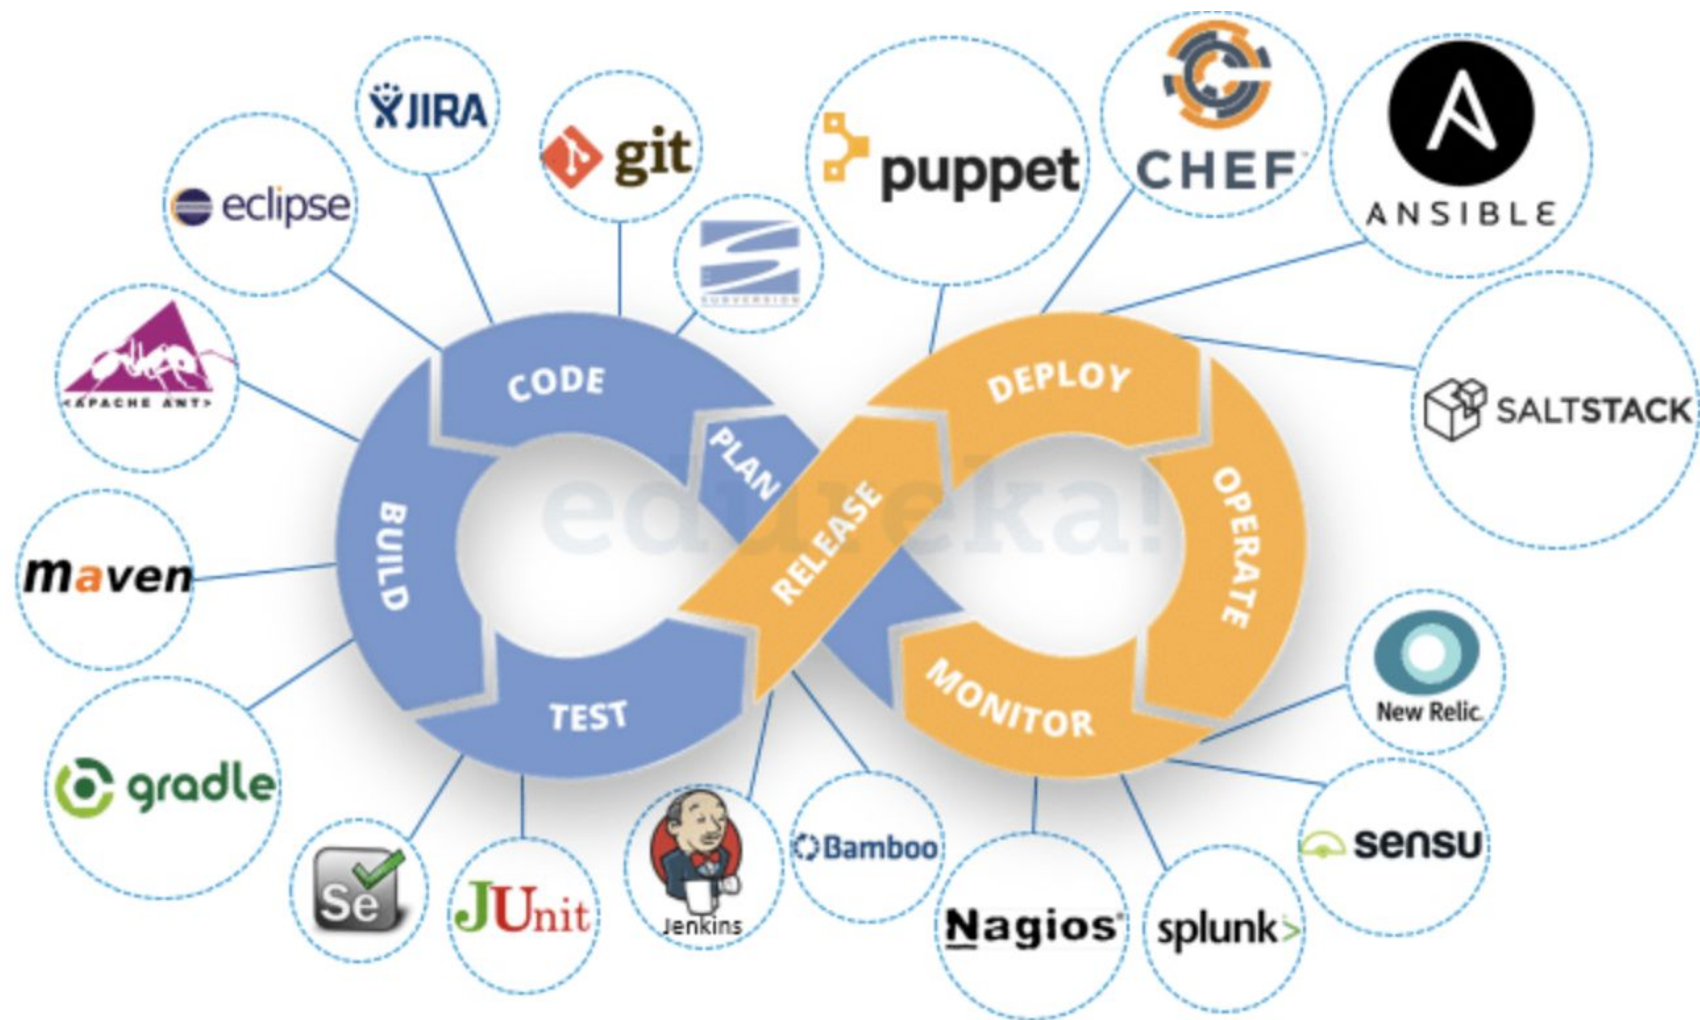 JIRA
git
eclipse
SUBVERSION
puppet
CHEF
ANSIBLE
<APACHE ANT>
SALTSTACK
CODE
PLAN
DEPLOY
edureka!
BUILD
RELEASE
OPERATE
maven
TEST
MONITOR
New Relic.
gradle
Se
JUnit
Jenkins
Bamboo
Nagios
splunk>
sensu